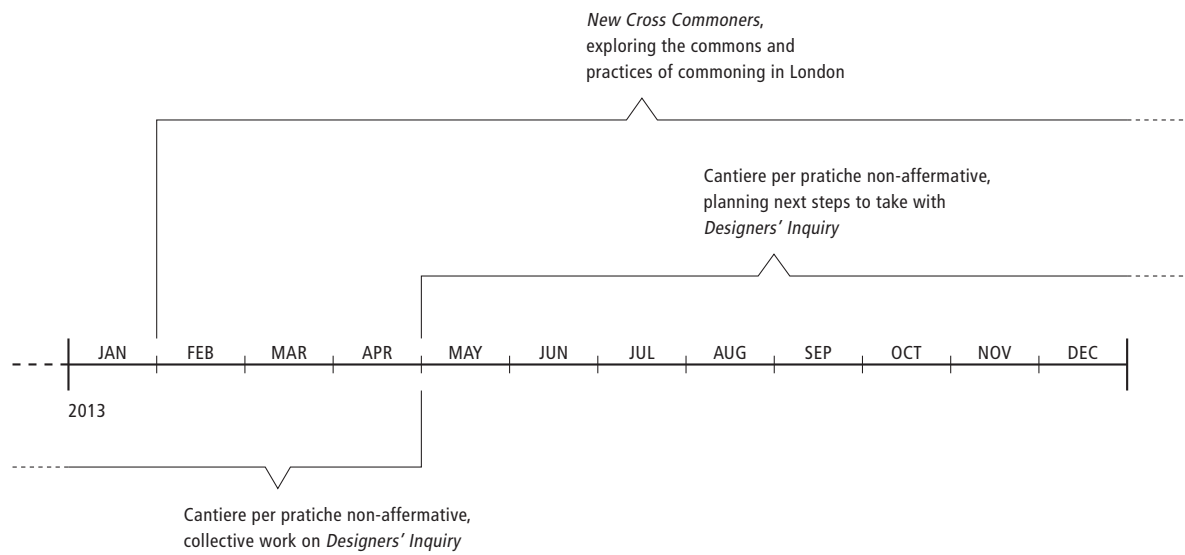 New Cross Commoners,
exploring the commons and
practices of commoning in London
Cantiere per pratiche non-affermative,
planning next steps to take with
Designers’ Inquiry
JAN FEB MAR APR MAY JUN JUL AUG SEP OCT NOV DEC
2013
Cantiere per pratiche non-affermative,
collective work on Designers’ Inquiry